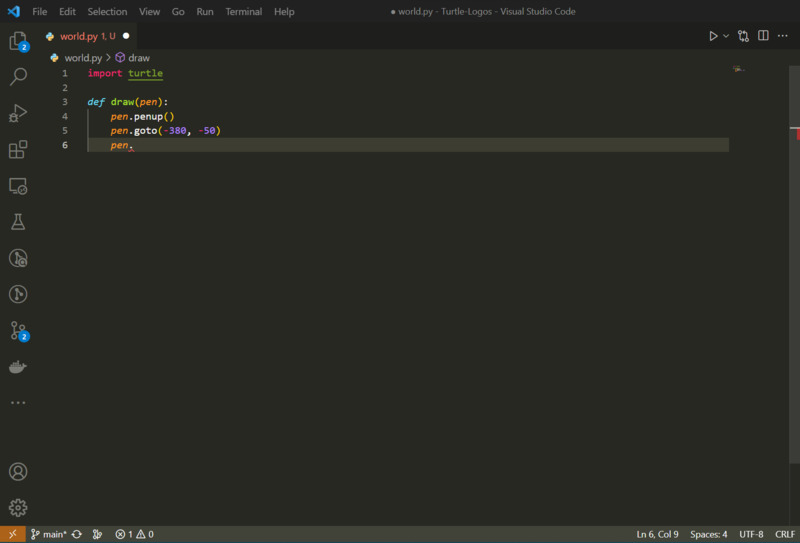 File Edit Selection View Go Run Terminal Help
● world.py - Turtle-Logos - Visual Studio Code
world.py 1, U ●
world.py > draw
1 import turtle
2
3 def draw(pen):
4 pen.penup()
5 pen.goto(-380, -50)
6 pen.
2
2
main* 1 0
Ln 6, Col 9 Spaces: 4 UTF-8 CRLF